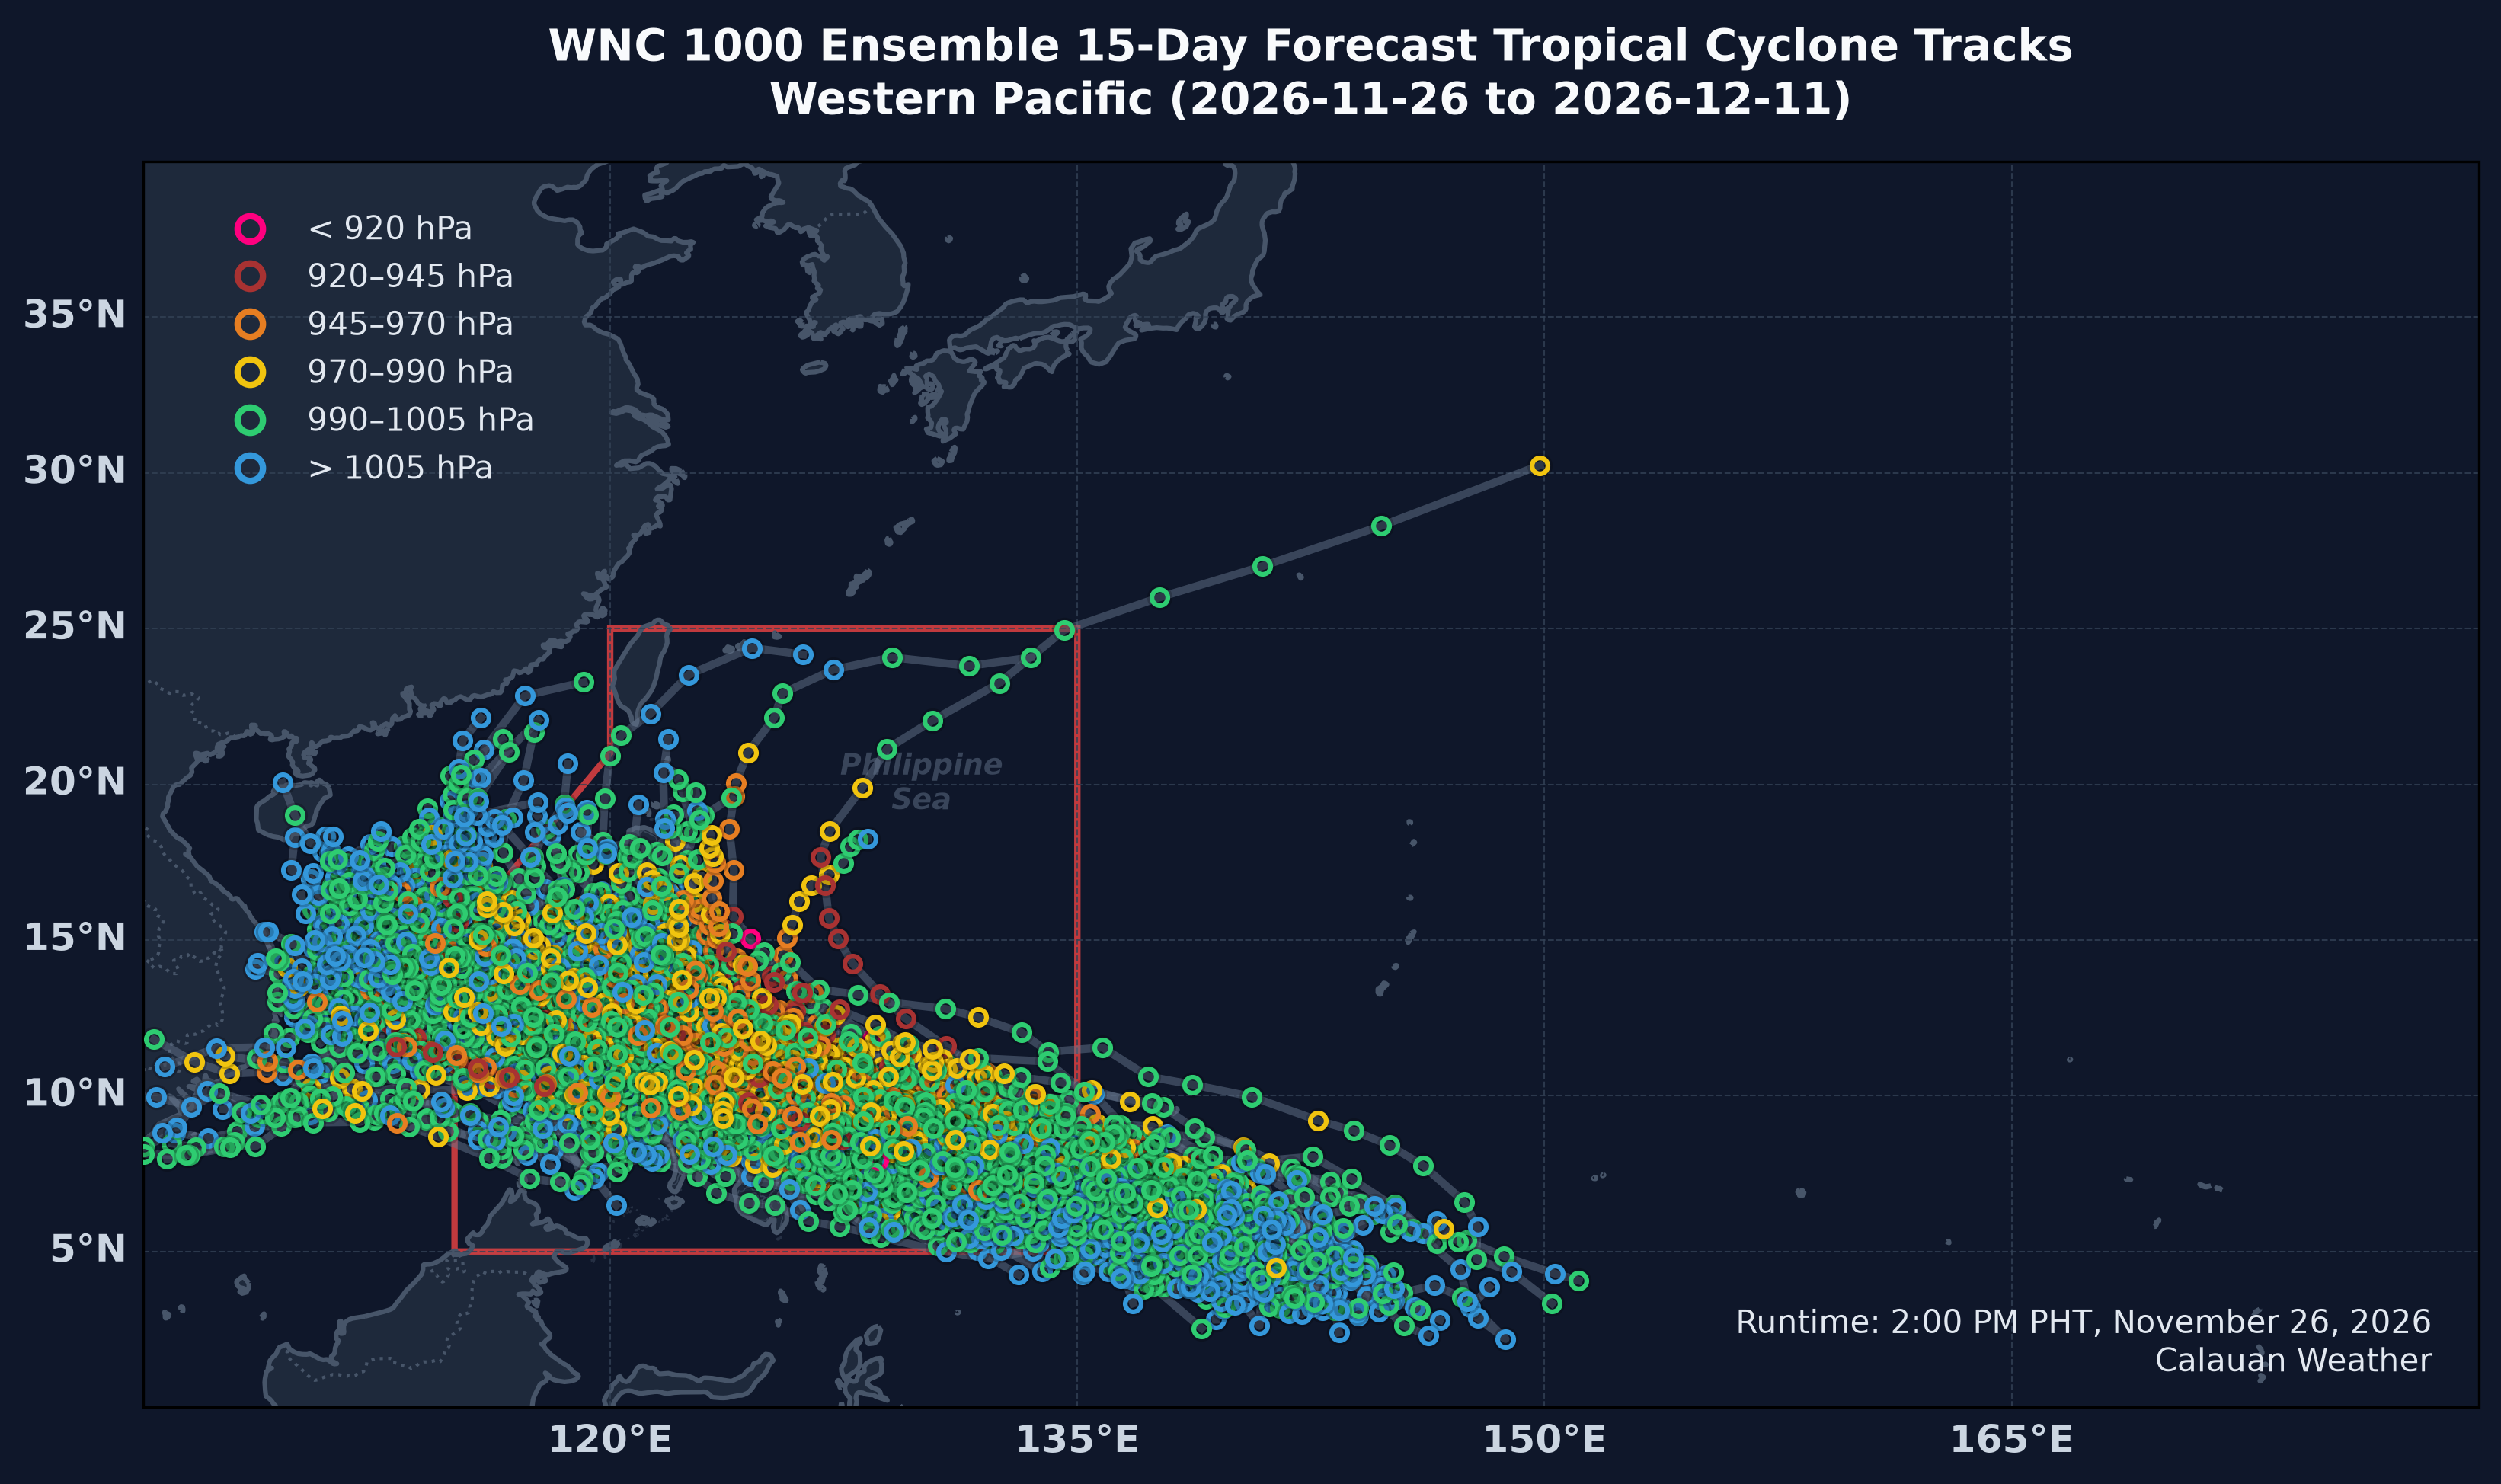 WNC 1000 Ensemble 15-Day Forecast Tropical Cyclone Tracks
Western Pacific (2026-11-26 to 2026-12-11)
< 920 hPa
920–945 hPa
945–970 hPa
970–990 hPa
990–1005 hPa
> 1005 hPa
35°N
30°N
25°N
20°N
15°N
10°N
5°N
Philippine
Sea
Runtime: 2:00 PM PHT, November 26, 2026
Calauan Weather
120°E
135°E
150°E
165°E